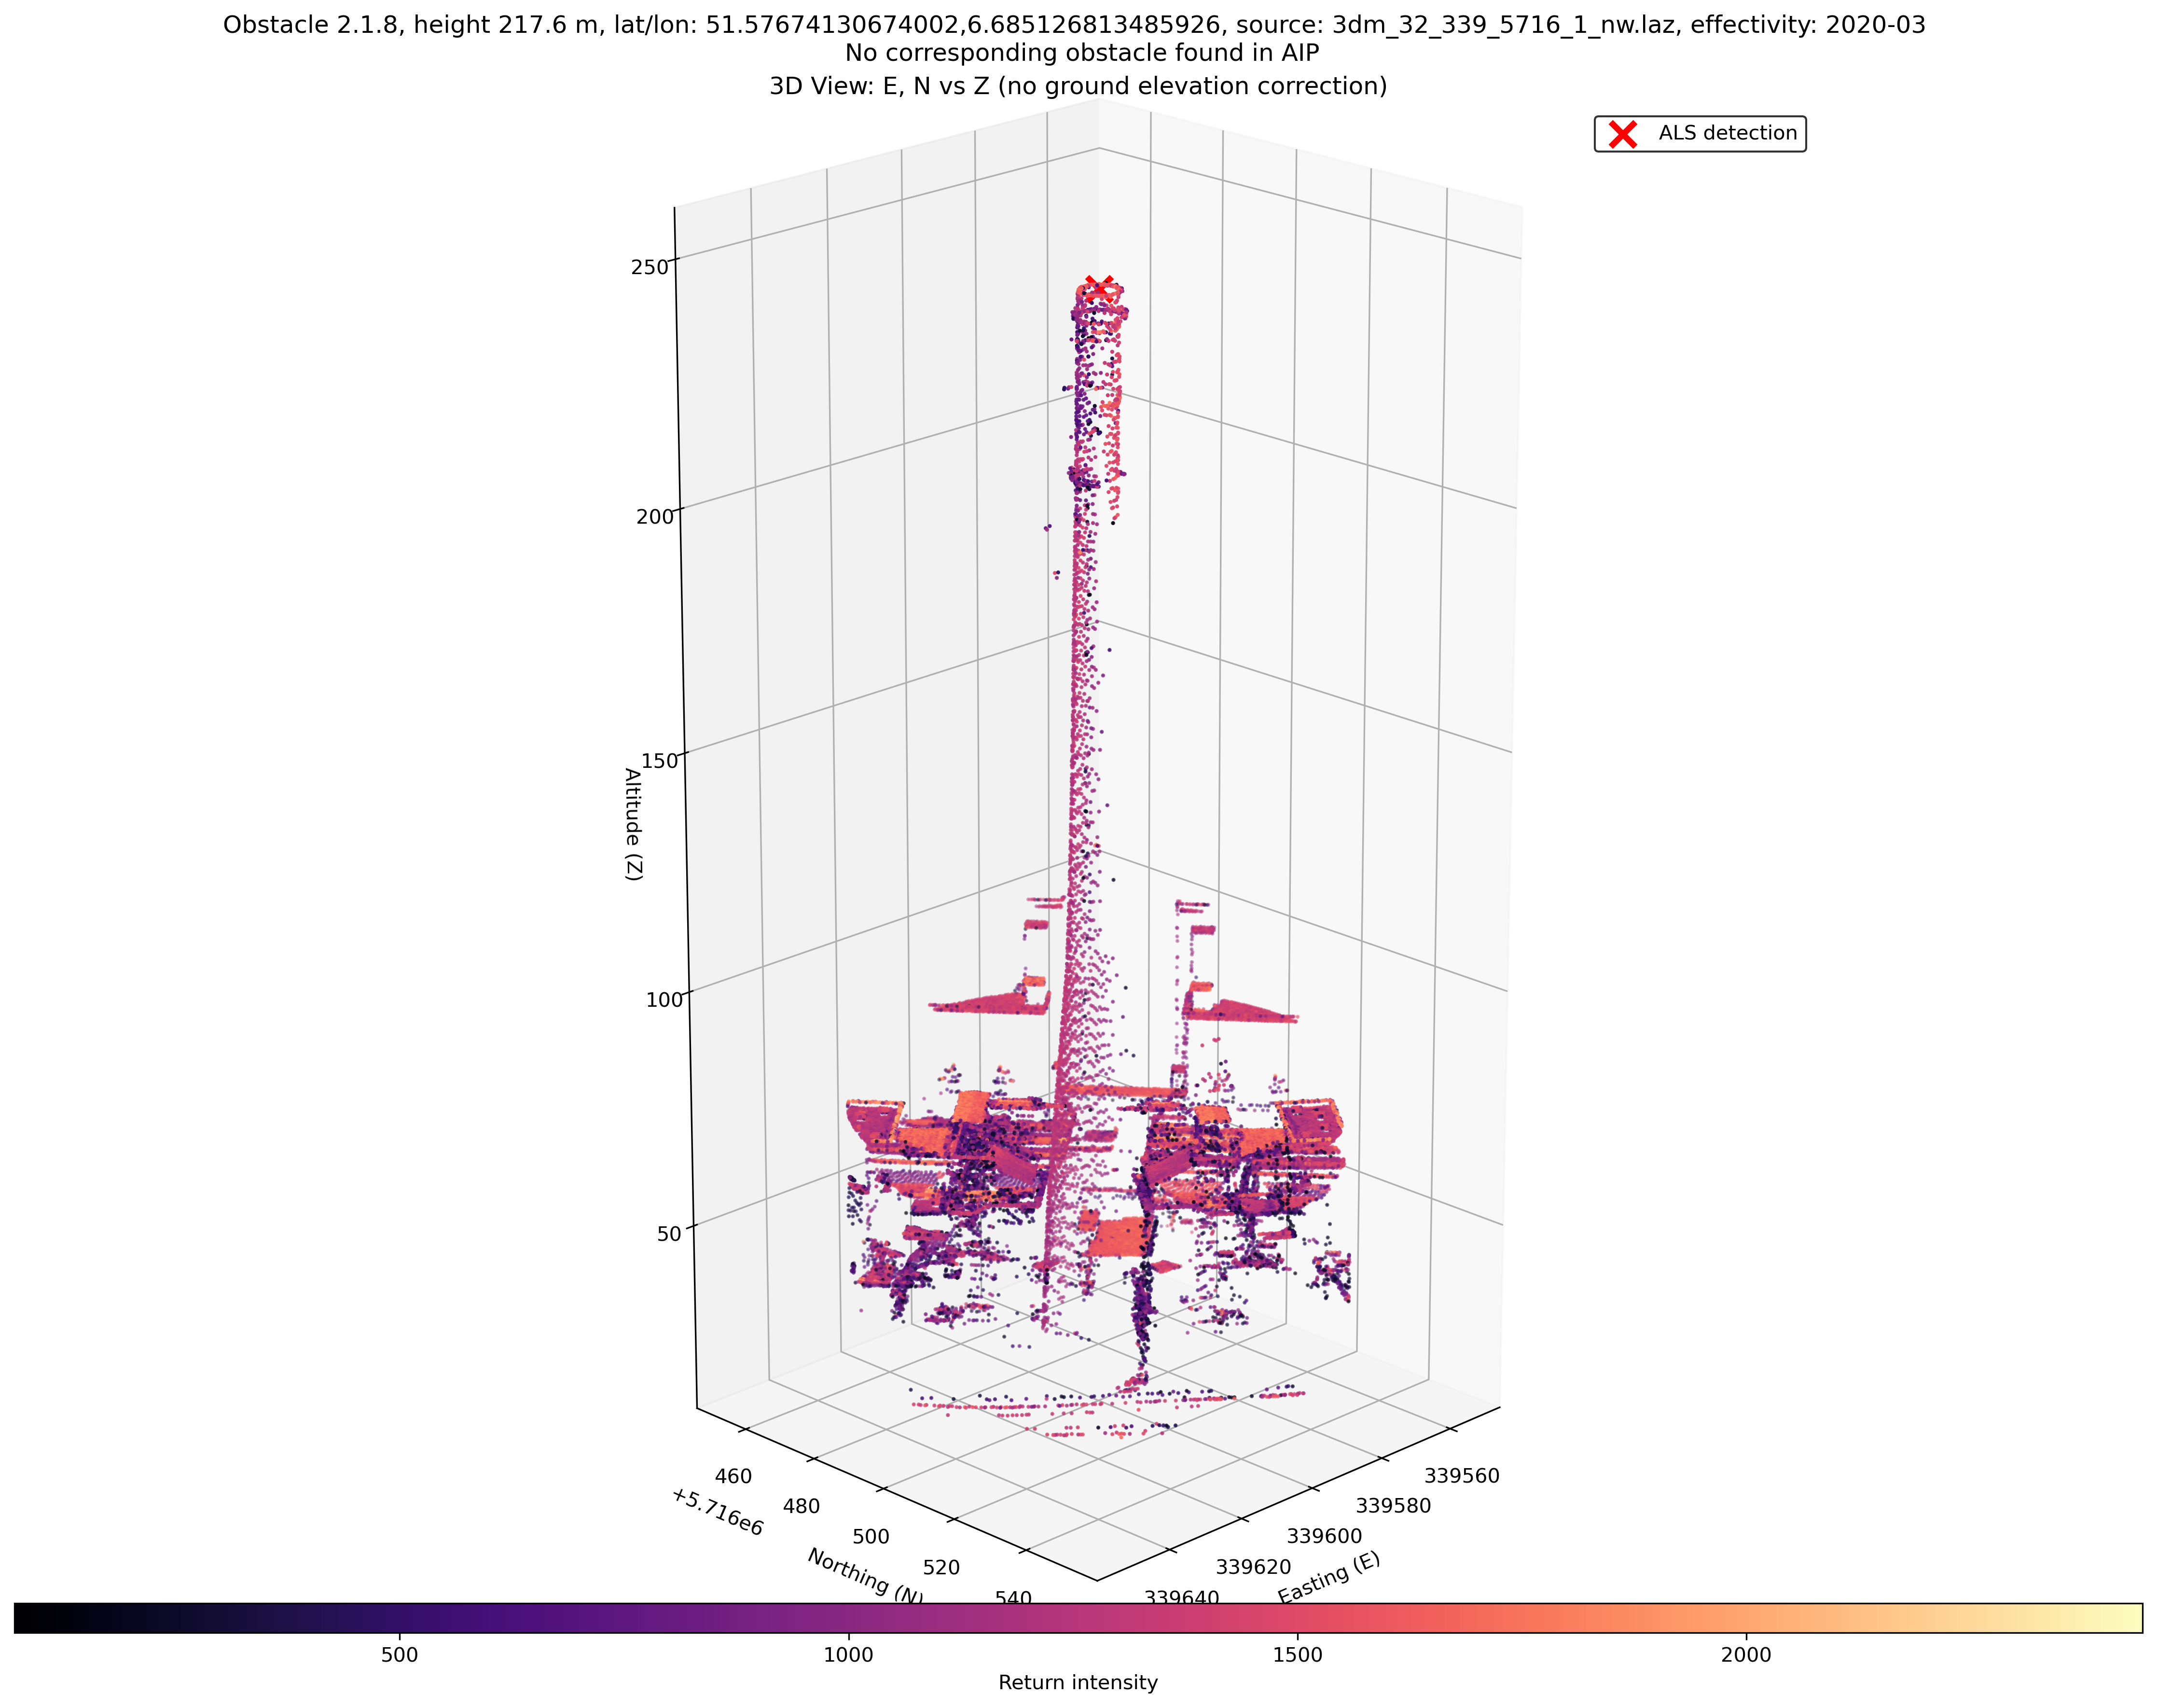 Obstacle 2.1.8, height 217.6 m, lat/lon: 51.57674130674002,6.685126813485926, source: 3dm_32_339_5716_1_nw.laz, effectivity: 2020-03
No corresponding obstacle found in AIP
3D View: E, N vs Z (no ground elevation correction)
ALS detection
250
200
150
100
50
Altitude (Z)
460
480
500
520
540
+5.716e6
Northing (N)
339560
339580
339600
339620
339640
Easting (E)
500
1000
1500
2000
Return intensity